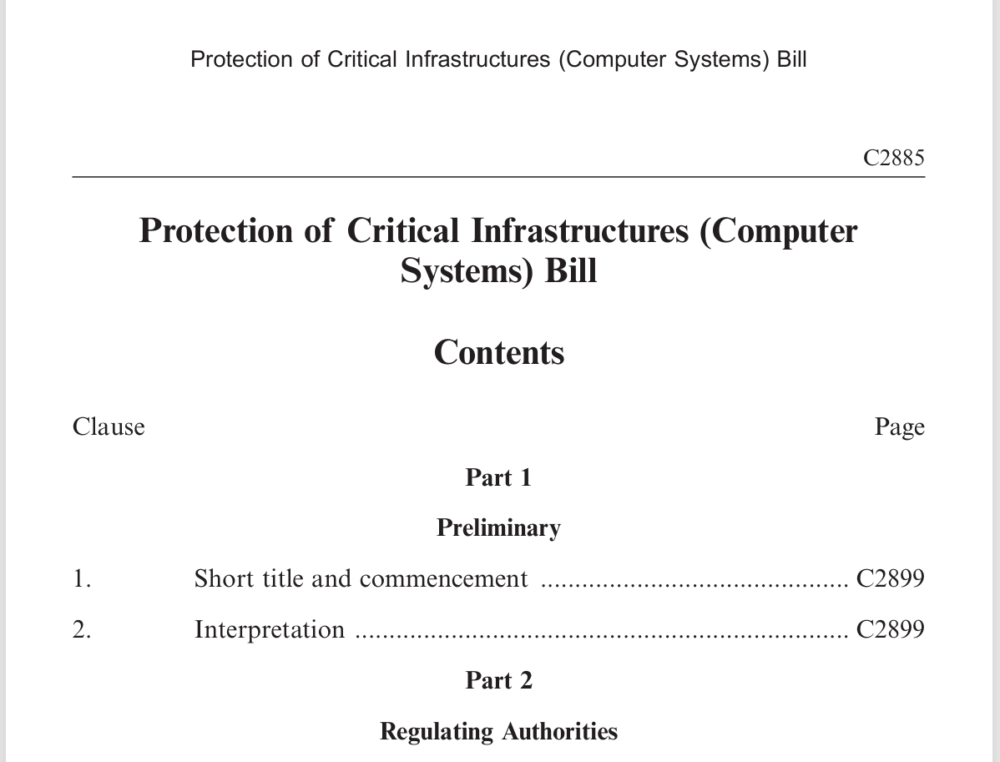 Protection of Critical Infrastructures (Computer Systems) Bill
C2885
Protection of Critical Infrastructures (Computer
Systems) Bill
Contents
Clause Page
Part 1
Preliminary
1. Short title and commencement ............................................. C2899
2. Interpretation ........................................................................ C2899
Part 2
Regulating Authorities